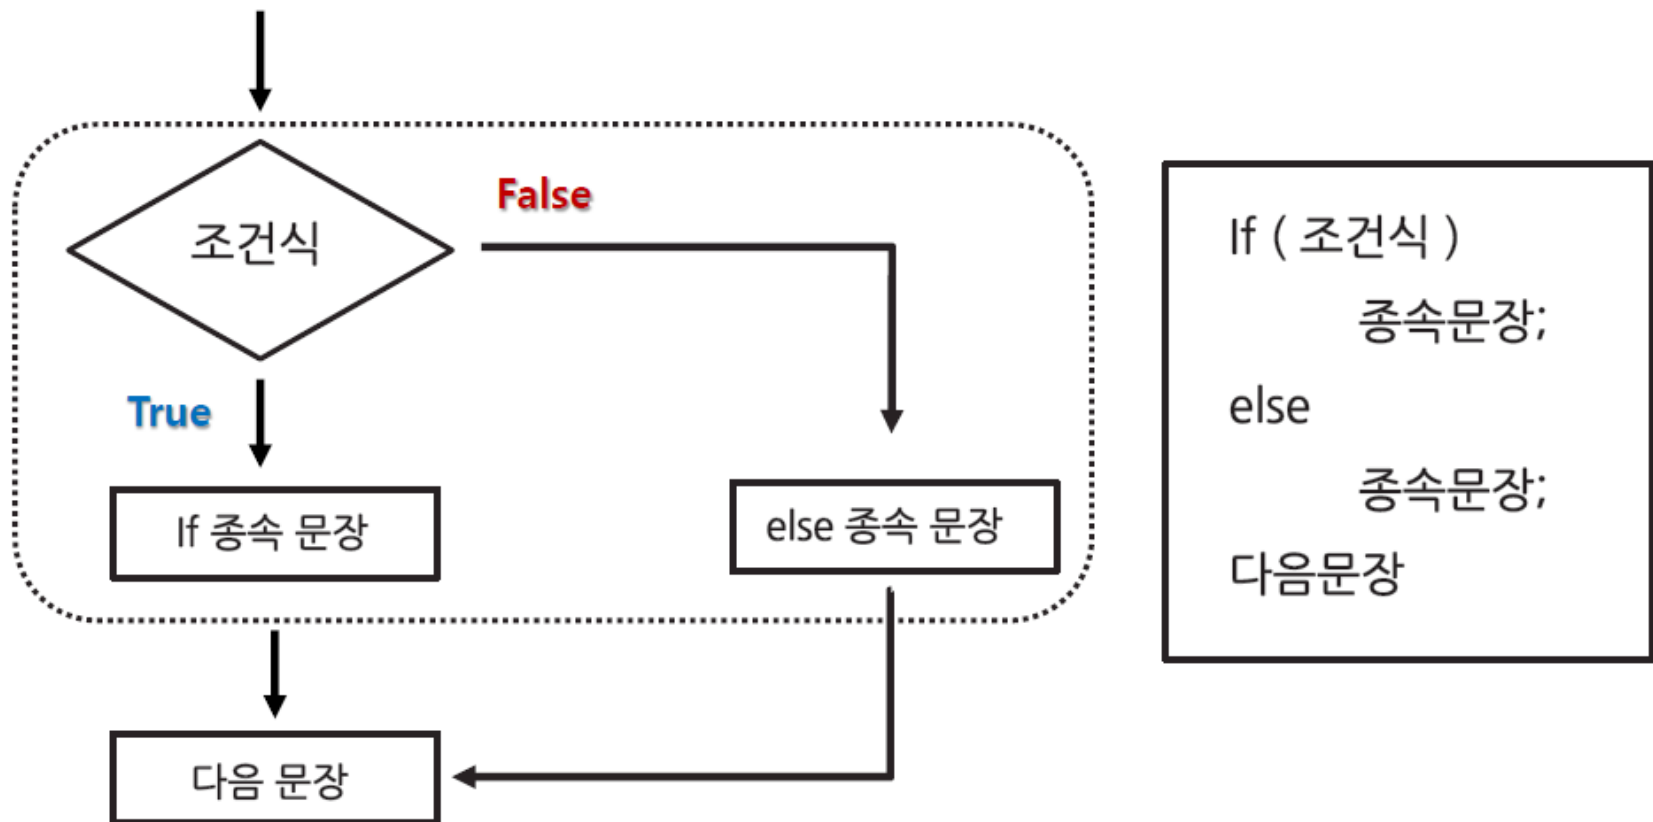 조건식
False
True
If 종속 문장
else 종속 문장
다음 문장
If ( 조건식 )
종속문장;
else
종속문장;
다음문장